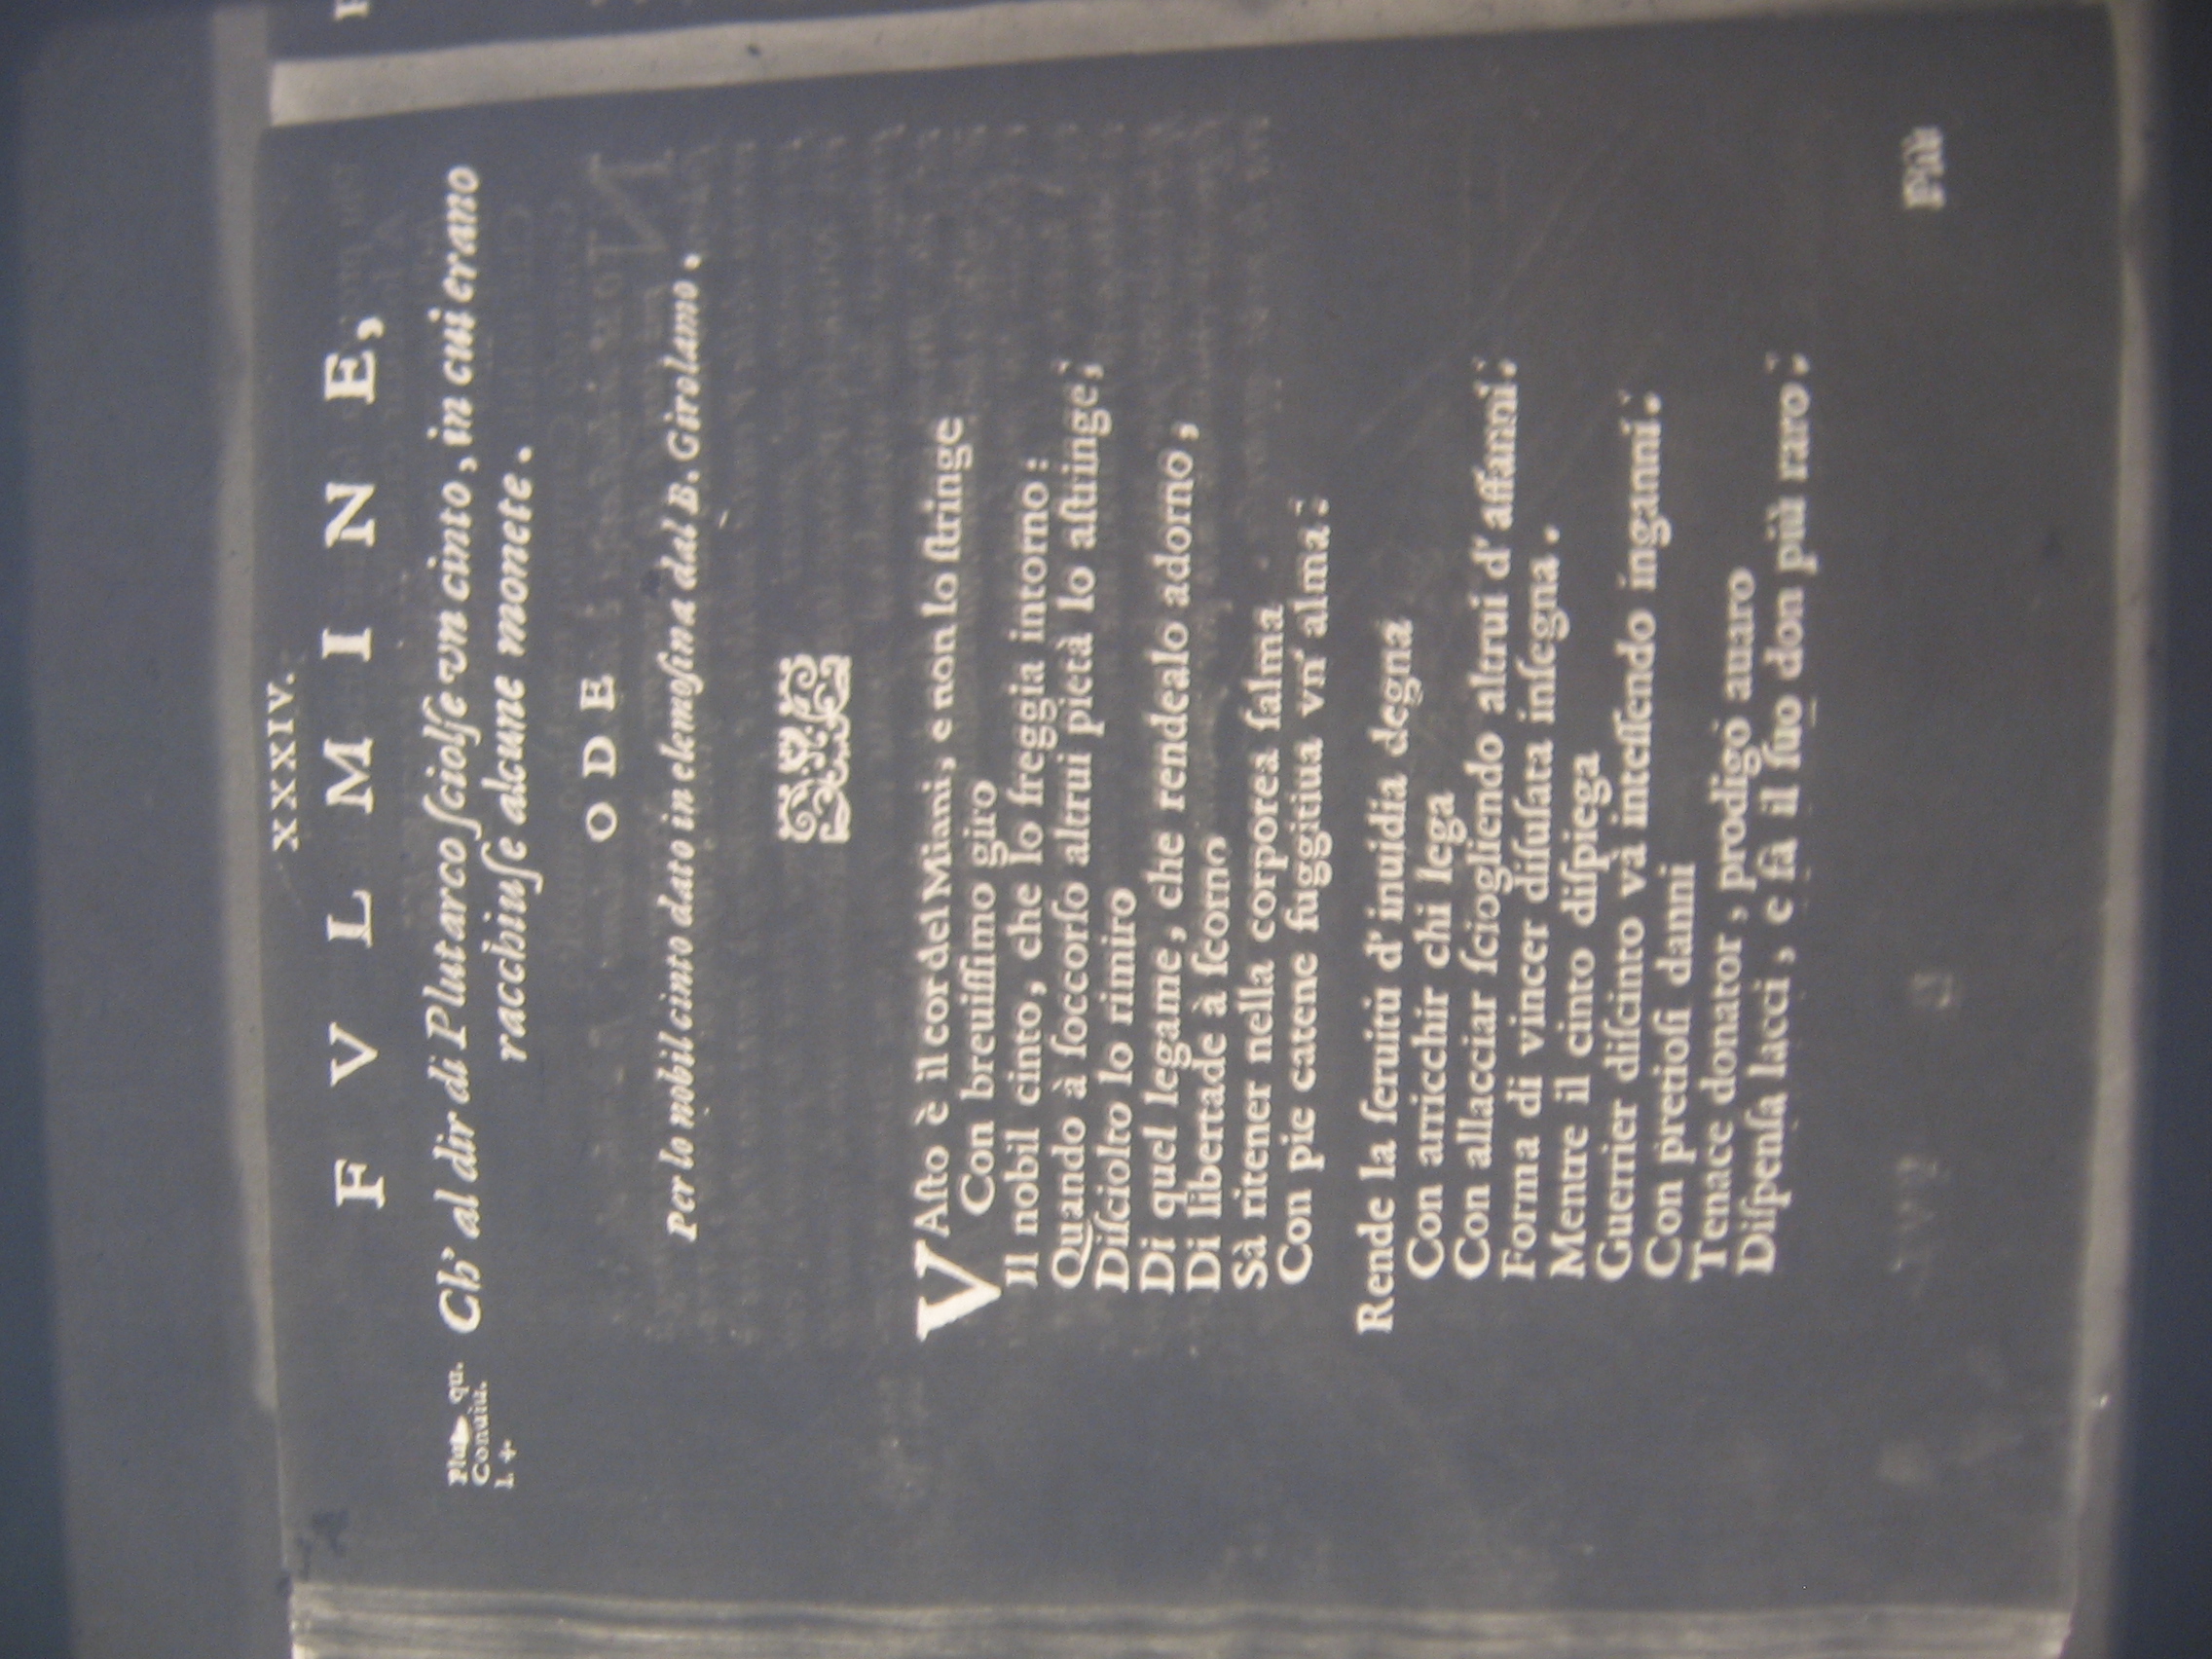 XXXIV.
F V L M I N E,
Ch' al dir di Plutarco ſciolſe vn cinto, in cui erano
racchiuſe alcune monete.
qu.
Conuiu.
l. 4.
O D E
Per lo nobil cinto dato in elemoſina dal B. Girolamo.
VAſto è il cor del Miani, e non lo ſtringe
Con breuiſſimo giro
Il nobil cinto, che lo freggia intorno:
Quando à ſoccorſo altrui pietà lo aſtringe;
Diſciolto lo rimiro
Di quel legame, che rendealo adorno,
Di libertade à ſcorno
Sà ritener nella corporea ſalma
Con pie catene fuggitiua vn' alma:
Rende la ſeruitù d' inuidia degna
Con arricchir chi lega
Con allacciar ſciogliendo altrui d' affanni:
Forma di vincer diſuſata inſegna.
Mentre il cinto diſpiega
Guerrier diſcinto và inteſſendo inganni:
Con pretioſi danni
Tenace donator, prodigo auaro
Diſpenſa lacci, e fà il ſuo don più raro:
Più